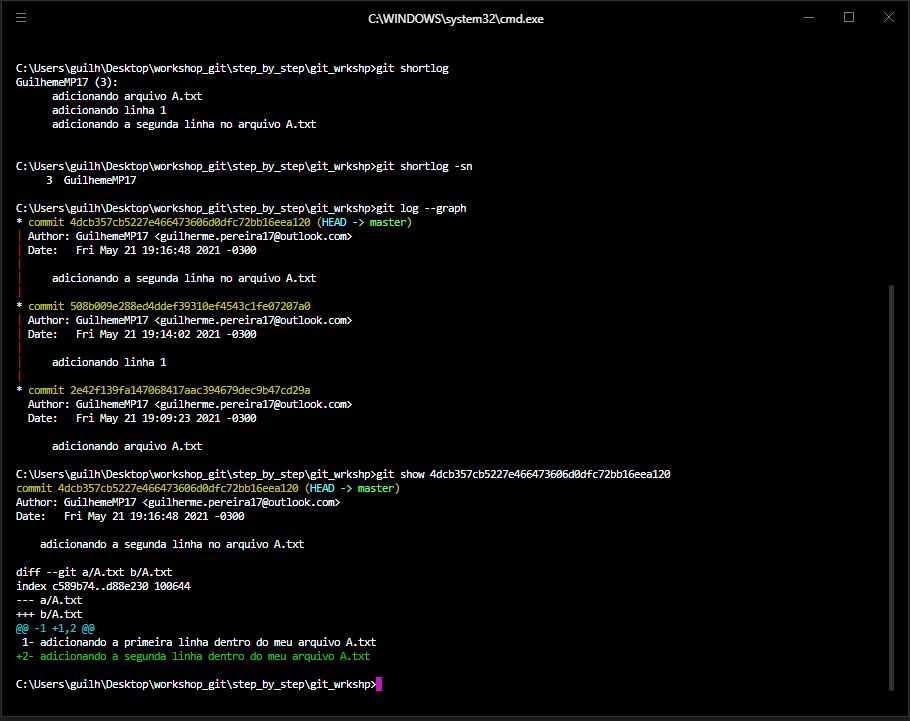 C:\WINDOWS\system32\cmd.exe
C:\Users\guilh\Desktop\workshop_git\step_by_step\git_wrkshp>git shortlog
GuilhemeMP17 (3):
      adicionando arquivo A.txt
      adicionando linha 1
      adicionando a segunda linha no arquivo A.txt
C:\Users\guilh\Desktop\workshop_git\step_by_step\git_wrkshp>git shortlog -sn
     3  GuilhemeMP17
C:\Users\guilh\Desktop\workshop_git\step_by_step\git_wrkshp>git log --graph
* commit 4dcb357cb5227e466473606d0dfc72bb16eea120 (HEAD -> master)
| Author: GuilhemeMP17 <guilherme.pereira17@outlook.com>
| Date:   Fri May 21 19:16:48 2021 -0300
|
|     adicionando a segunda linha no arquivo A.txt
|
* commit 508b009e288ed4ddef39310ef4543c1fe07207a0
| Author: GuilhemeMP17 <guilherme.pereira17@outlook.com>
| Date:   Fri May 21 19:14:02 2021 -0300
|
|     adicionando linha 1
|
* commit 2e42f139fa147068417aac394679dec9b47cd29a
  Author: GuilhemeMP17 <guilherme.pereira17@outlook.com>
  Date:   Fri May 21 19:09:23 2021 -0300
      adicionando arquivo A.txt
C:\Users\guilh\Desktop\workshop_git\step_by_step\git_wrkshp>git show 4dcb357cb5227e466473606d0dfc72bb16eea120
commit 4dcb357cb5227e466473606d0dfc72bb16eea120 (HEAD -> master)
Author: GuilhemeMP17 <guilherme.pereira17@outlook.com>
Date:   Fri May 21 19:16:48 2021 -0300
    adicionando a segunda linha no arquivo A.txt
diff --git a/A.txt b/A.txt
index c589b74..d88e230 100644
--- a/A.txt
+++ b/A.txt
@@ -1 +1,2 @@
 1- adicionando a primeira linha dentro do meu arquivo A.txt
+2- adicionando a segunda linha dentro do meu arquivo A.txt
C:\Users\guilh\Desktop\workshop_git\step_by_step\git_wrkshp>